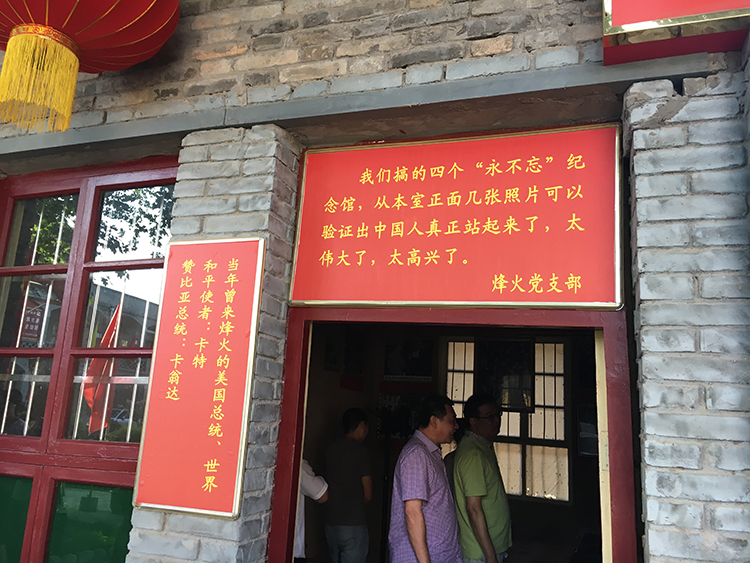 我们搞的四个“永不忘”纪
念馆，从本室正面几张照片可以
验证出中国人真正站起来了，太
伟大了，太高兴了。
烽火党支部
当年曾来烽火的美国总统、世界
和平使者：卡特
赞比亚总统：卡翁达